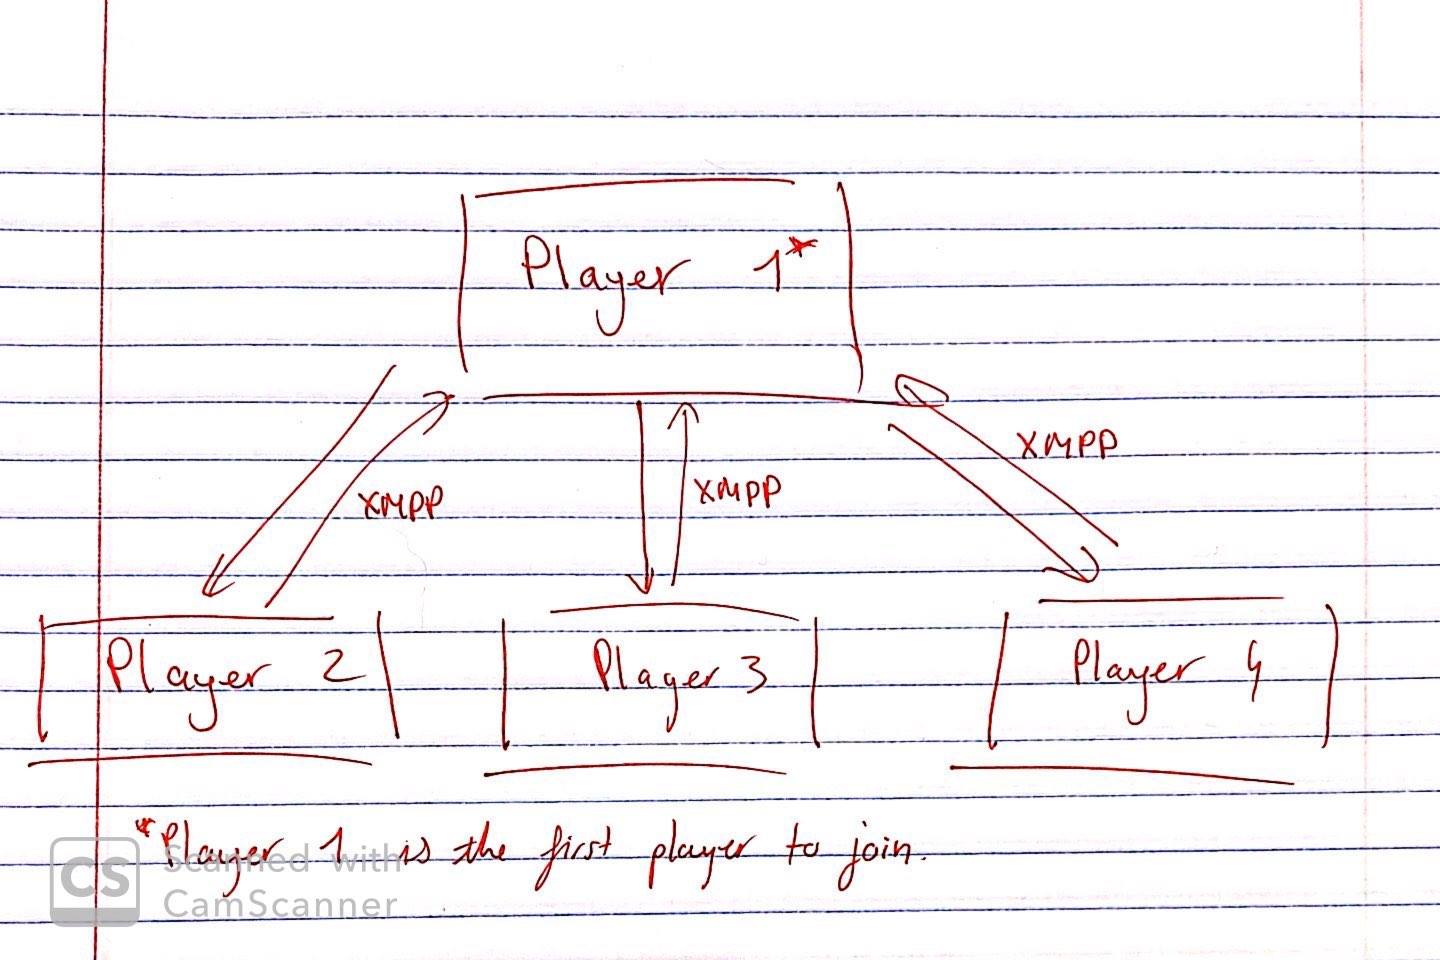 Player 1*
XMPP
XMPP
XMPP
Player 2
Player 3
Player 4
*Player 1 is the first player to join.
CS Scanned with
CamScanner